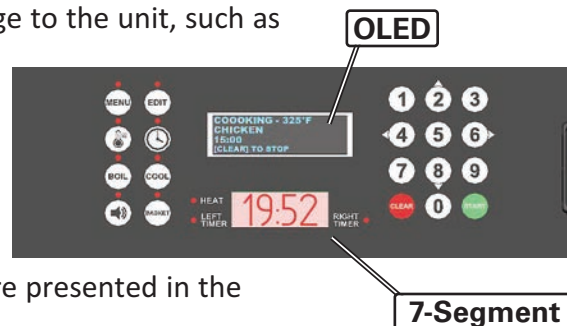 ge to the unit, such as
OLED
MENU
EDIT
COOOKING - 325°F
CHICKEN
15:00
[CLEAR] TO STOP
1 2 3
4 5 6
7 8 9
BOIL
COOL
BASKET
HEAT
LEFT TIMER
19:52
RIGHT TIMER
CLEAR
0
START
re presented in the
7-Segment